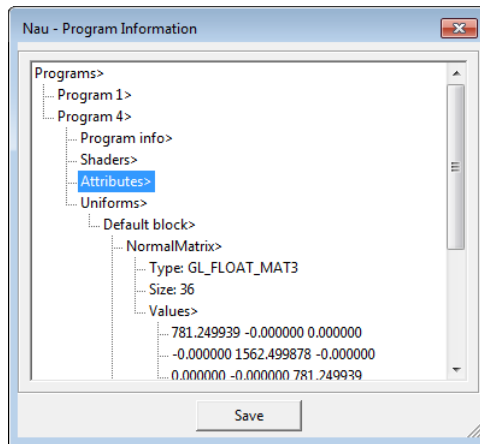 Nau - Program Information
Programs>
Program 1>
Program 4>
Program info>
Shaders>
Attributes>
Uniforms>
Default block>
NormalMatrix>
Type: GL_FLOAT_MAT3
Size: 36
Values>
781.249939 -0.000000 0.000000
-0.000000 1562.499878 -0.000000
0.000000 -0.000000 781.249939
Save